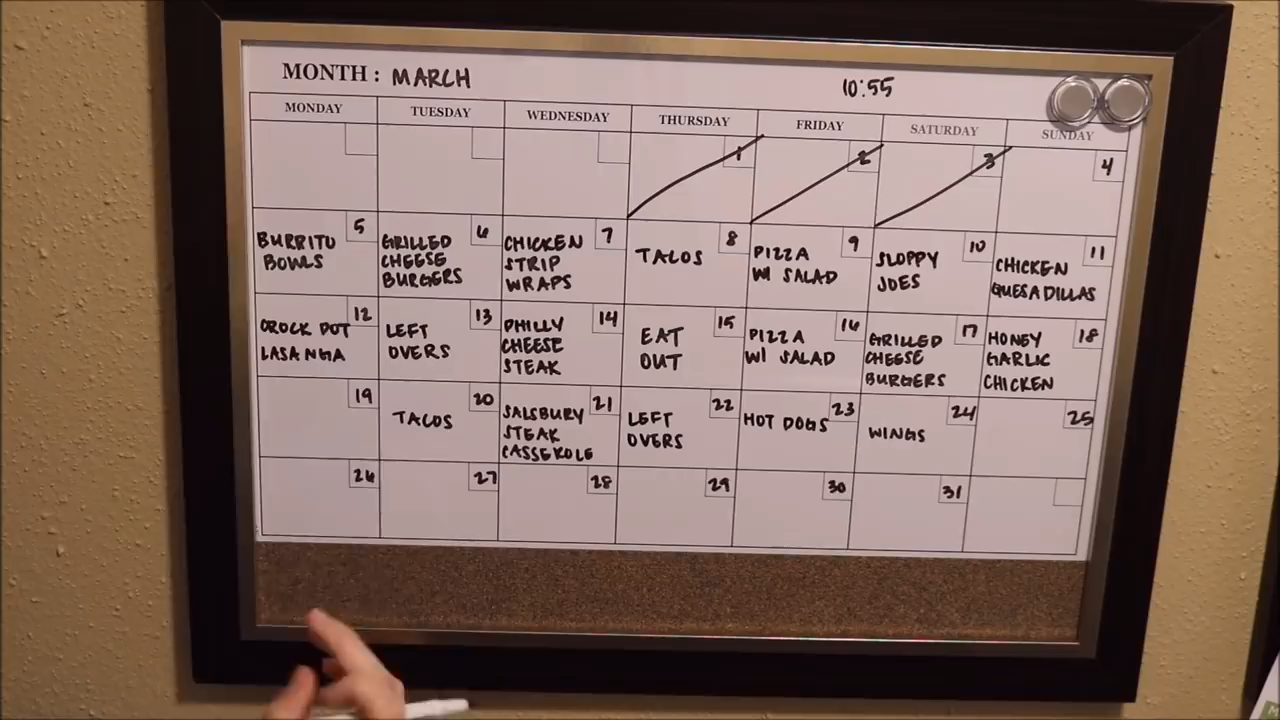 MONTH: MARCH
10:55
MONDAY TUESDAY WEDNESDAY THURSDAY FRIDAY SATURDAY SUNDAY
1 2 3 4
5 6 7 8 9 10 11
BURRITO BOWLS
GRILLED CHEESE BURGERS
CHICKEN STRIP WRAPS
TACOS
PIZZA W/ SALAD
SLOPPY JOES
CHICKEN QUESADILLAS
12 13 14 15 16 17 18
CROCK POT LASANGA
LEFT OVERS
PHILLY CHEESE STEAK
EAT OUT
PIZZA W/ SALAD
GRILLED CHEESE BURGERS
HONEY GARLIC CHICKEN
19 20 21 22 23 24 25
TACOS
SALSBURY STEAK CASSEROLE
LEFT OVERS
HOT DOGS
WINGS
26 27 28 29 30 31